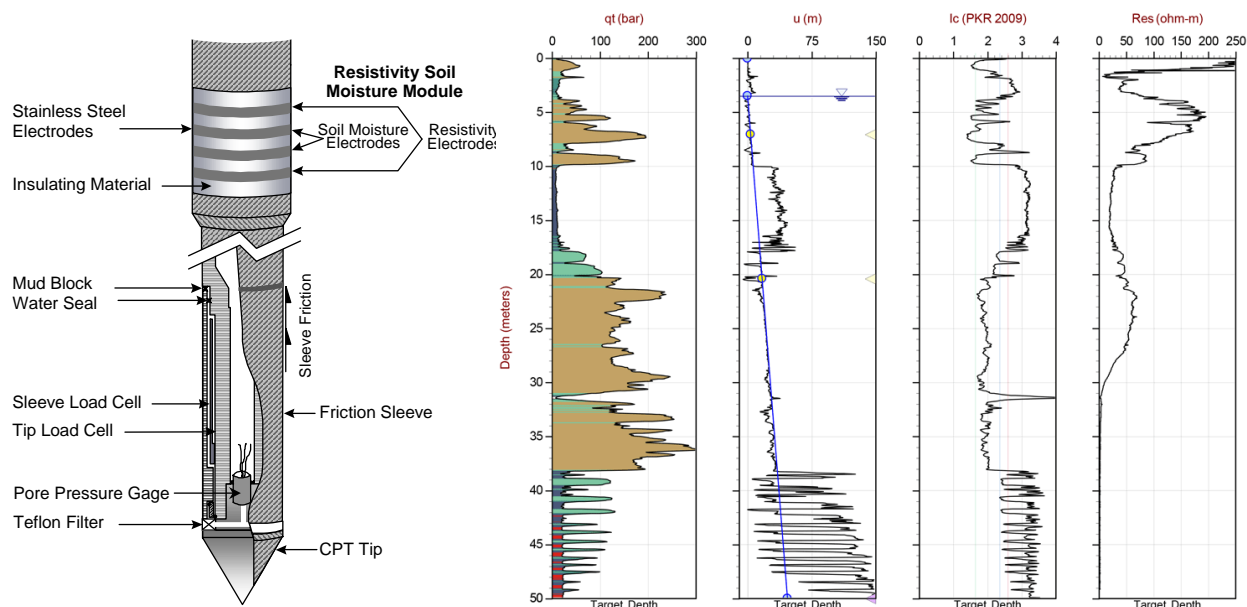 Resistivity Soil
Moisture Module
Stainless Steel
Electrodes
Soil Moisture
Electrodes
Resistivity
Electrodes
Insulating Material
Mud Block
Water Seal
Sleeve Friction
Sleeve Load Cell
Tip Load Cell
Friction Sleeve
Pore Pressure Gage
Teflon Filter
CPT Tip
qt (bar)
0 100 200 300
Depth (meters)
0
5
10
15
20
25
30
35
40
45
50
Target Depth
u (m)
0 75 150
Target Depth
Ic (PKR 2009)
0 1 2 3 4
Target Depth
Res (ohm-m)
0 50 100 150 200 250
Target Depth